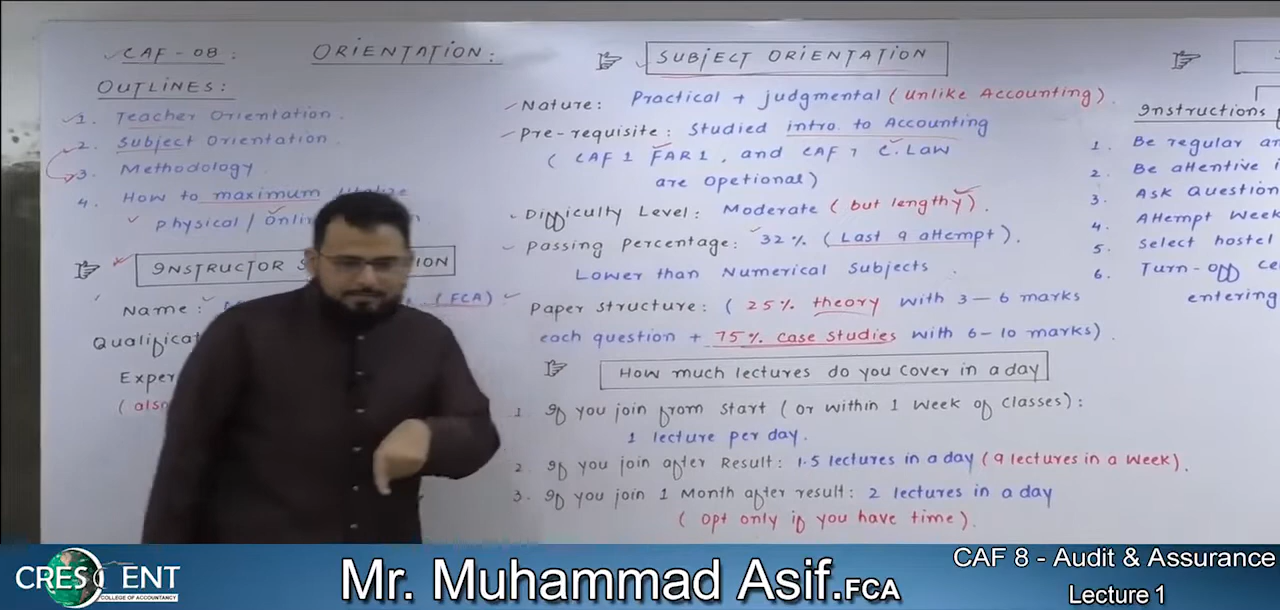 CAF - 08 :
ORIENTATION :
OUTLINES :
1. Teacher Orientation.
2. Subject Orientation.
3. Methodology
4. How to maximum utilize
Physical / Online
INSTRUCTOR
Name :
(FCA)
(also
SUBJECT ORIENTATION
Nature : Practical + judgmental (unlike Accounting).
Pre-requisite : Studied intro. to Accounting
( CAF 1 FAR 1 , and CAF 7 C. Law
are opetional)
Difficulty Level : Moderate (but lengthy).
Passing Percentage : 32 % (Last 9 attempt).
Lower than Numerical Subjects .
Paper structure : ( 25 % theory with 3 - 6 marks
each question + 75 % case studies with 6 - 10 marks) .
How much lectures do you cover in a day
1. If you join from start (or within 1 week of classes) :
1 lecture per day.
2. If you join after Result : 1.5 lectures in a day (9 lectures in a week).
3. If you join 1 Month after result : 2 lectures in a day
( opt only if you have time ).
Instructions
1. Be regular
2. Be attentive
3. Ask
4. Attempt
5. Select hostel
6. Turn-off
entering
CRESCENT
COLLEGE OF ACCOUNTANCY
Mr. Muhammad Asif.FCA
CAF 8 - Audit & Assurance
Lecture 1